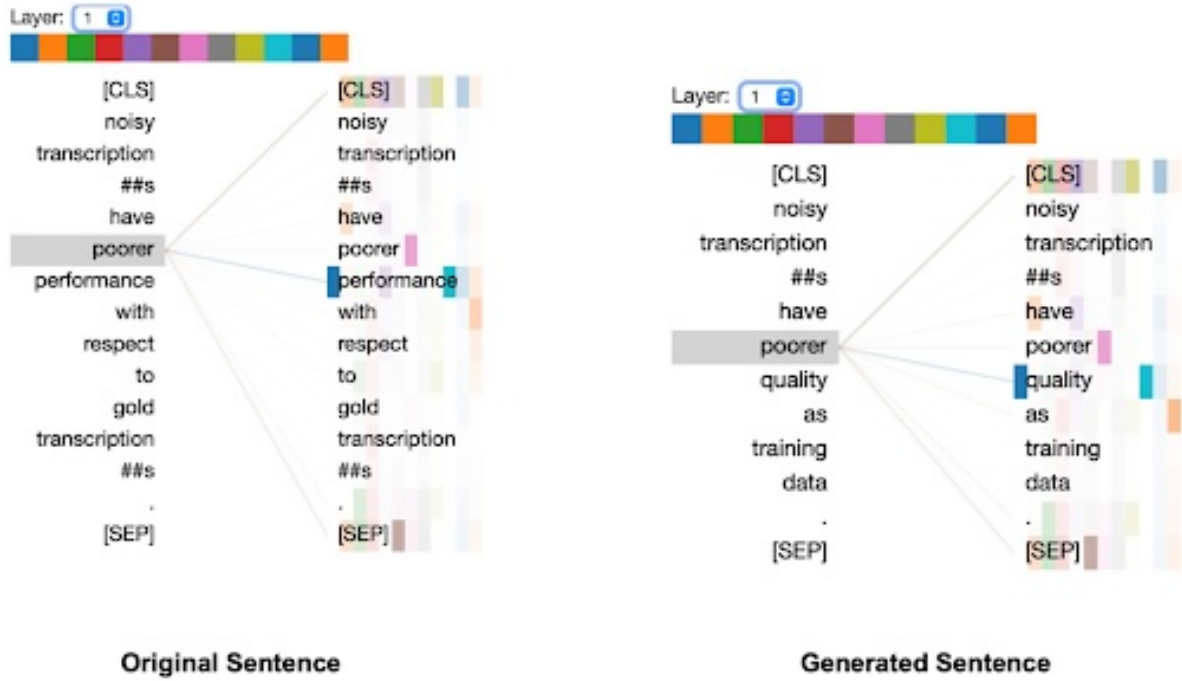 Layer: 1
[CLS] [CLS]
noisy noisy
transcription transcription
##s ##s
have have
poorer poorer
performance performance
with with
respect respect
to to
gold gold
transcription transcription
##s ##s
. .
[SEP] [SEP]
Original Sentence
Layer: 1
[CLS] [CLS]
noisy noisy
transcription transcription
##s ##s
have have
poorer poorer
quality quality
as as
training training
data data
. .
[SEP] [SEP]
Generated Sentence